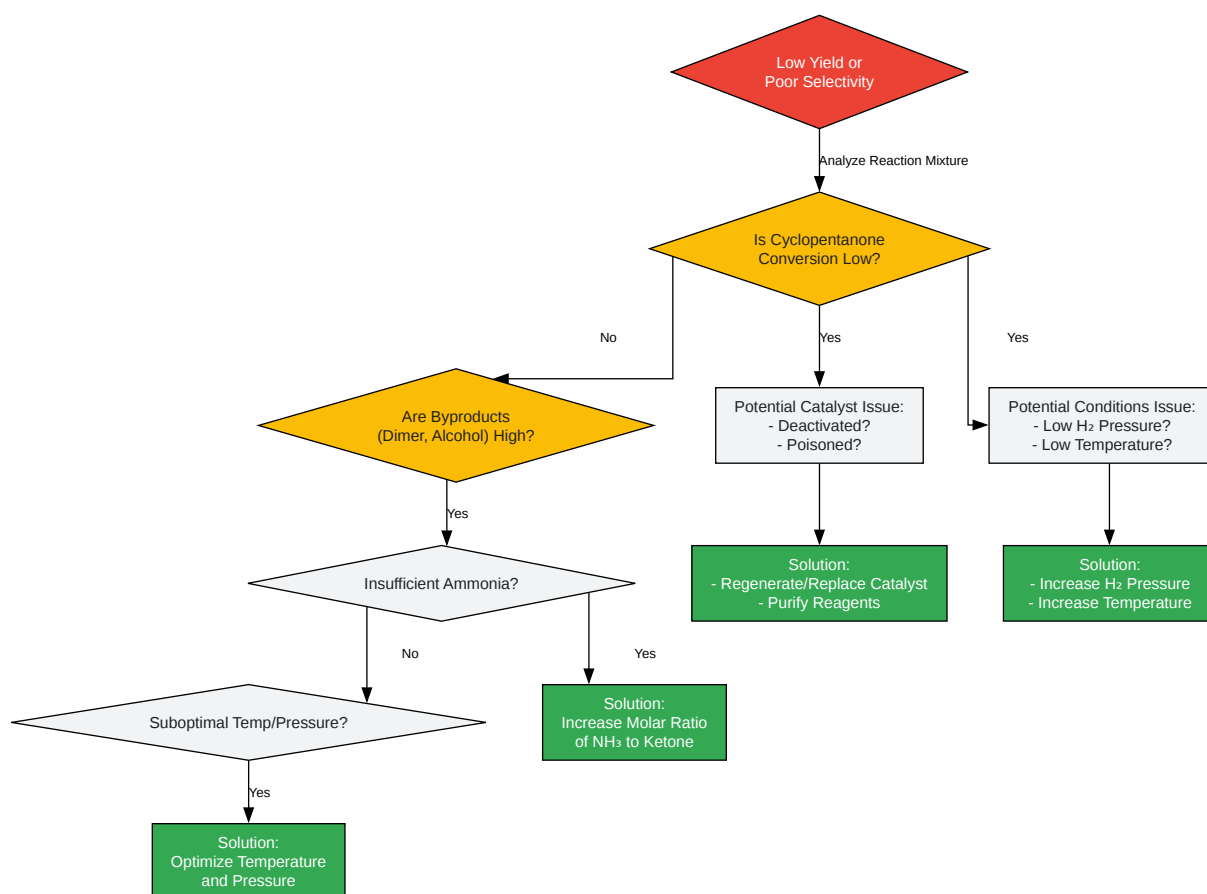 Low Yield or
Poor Selectivity
Analyze Reaction Mixture
Is Cyclopentanone
Conversion Low?
No
Yes
Yes
Are Byproducts
(Dimer, Alcohol) High?
Potential Catalyst Issue:
- Deactivated?
- Poisoned?
Potential Conditions Issue:
- Low H₂ Pressure?
- Low Temperature?
Yes
Insufficient Ammonia?
Solution:
- Regenerate/Replace Catalyst
- Purify Reagents
Solution:
- Increase H₂ Pressure
- Increase Temperature
No
Yes
Suboptimal Temp/Pressure?
Solution:
Increase Molar Ratio
of NH₃ to Ketone
Yes
Solution:
Optimize Temperature
and Pressure